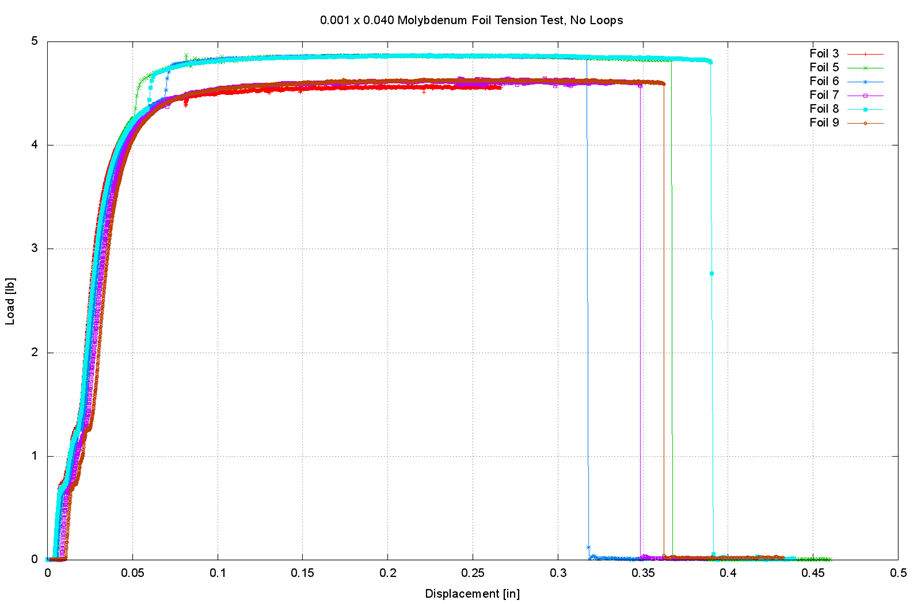 0.001 x 0.040 Molybdenum Foil Tension Test, No Loops
5
4
3
2
1
0
Load [lb]
Foil 3
Foil 5
Foil 6
Foil 7
Foil 8
Foil 9
0 0.05 0.1 0.15 0.2 0.25 0.3 0.35 0.4 0.45 0.5
Displacement [in]